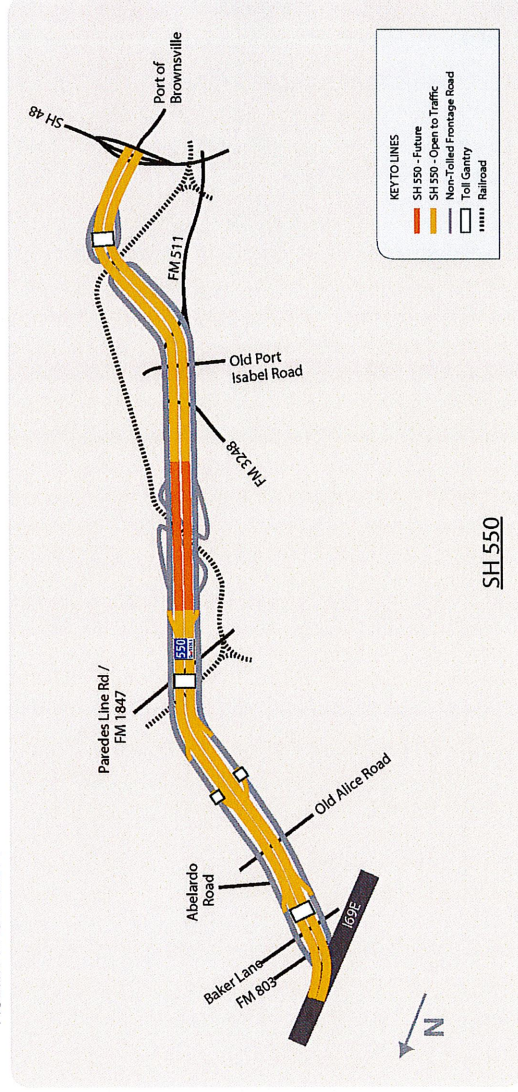 SH 48
Port of
Brownsville
FM 511
Old Port
Isabel Road
FM 3248
Paredes Line Rd /
FM 1847
550
Old Alice Road
Abelardo
Road
Baker Lane
FM 803
I69E
N
KEY TO LINES
SH 550 - Future
SH 550 - Open to Traffic
Non-Tolled Frontage Road
Toll Gantry
Railroad
SH 550